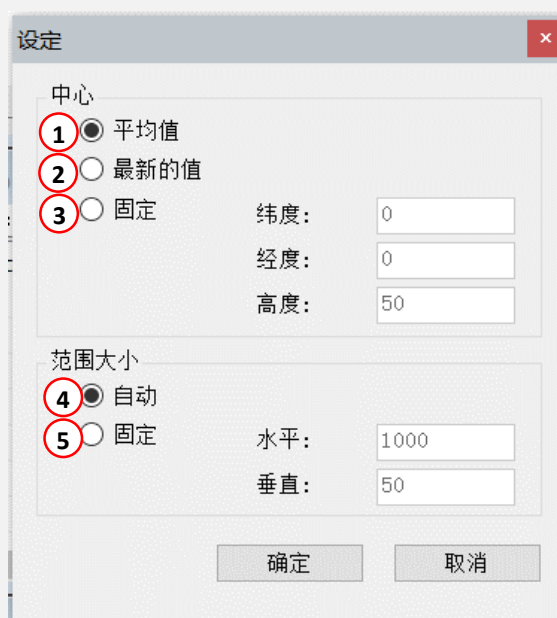 设定 ×
中心
1 平均值
2 最新的值
3 固定 纬度: 0
经度: 0
高度: 50
范围大小
4 自动
5 固定 水平: 1000
垂直: 50
确定 取消